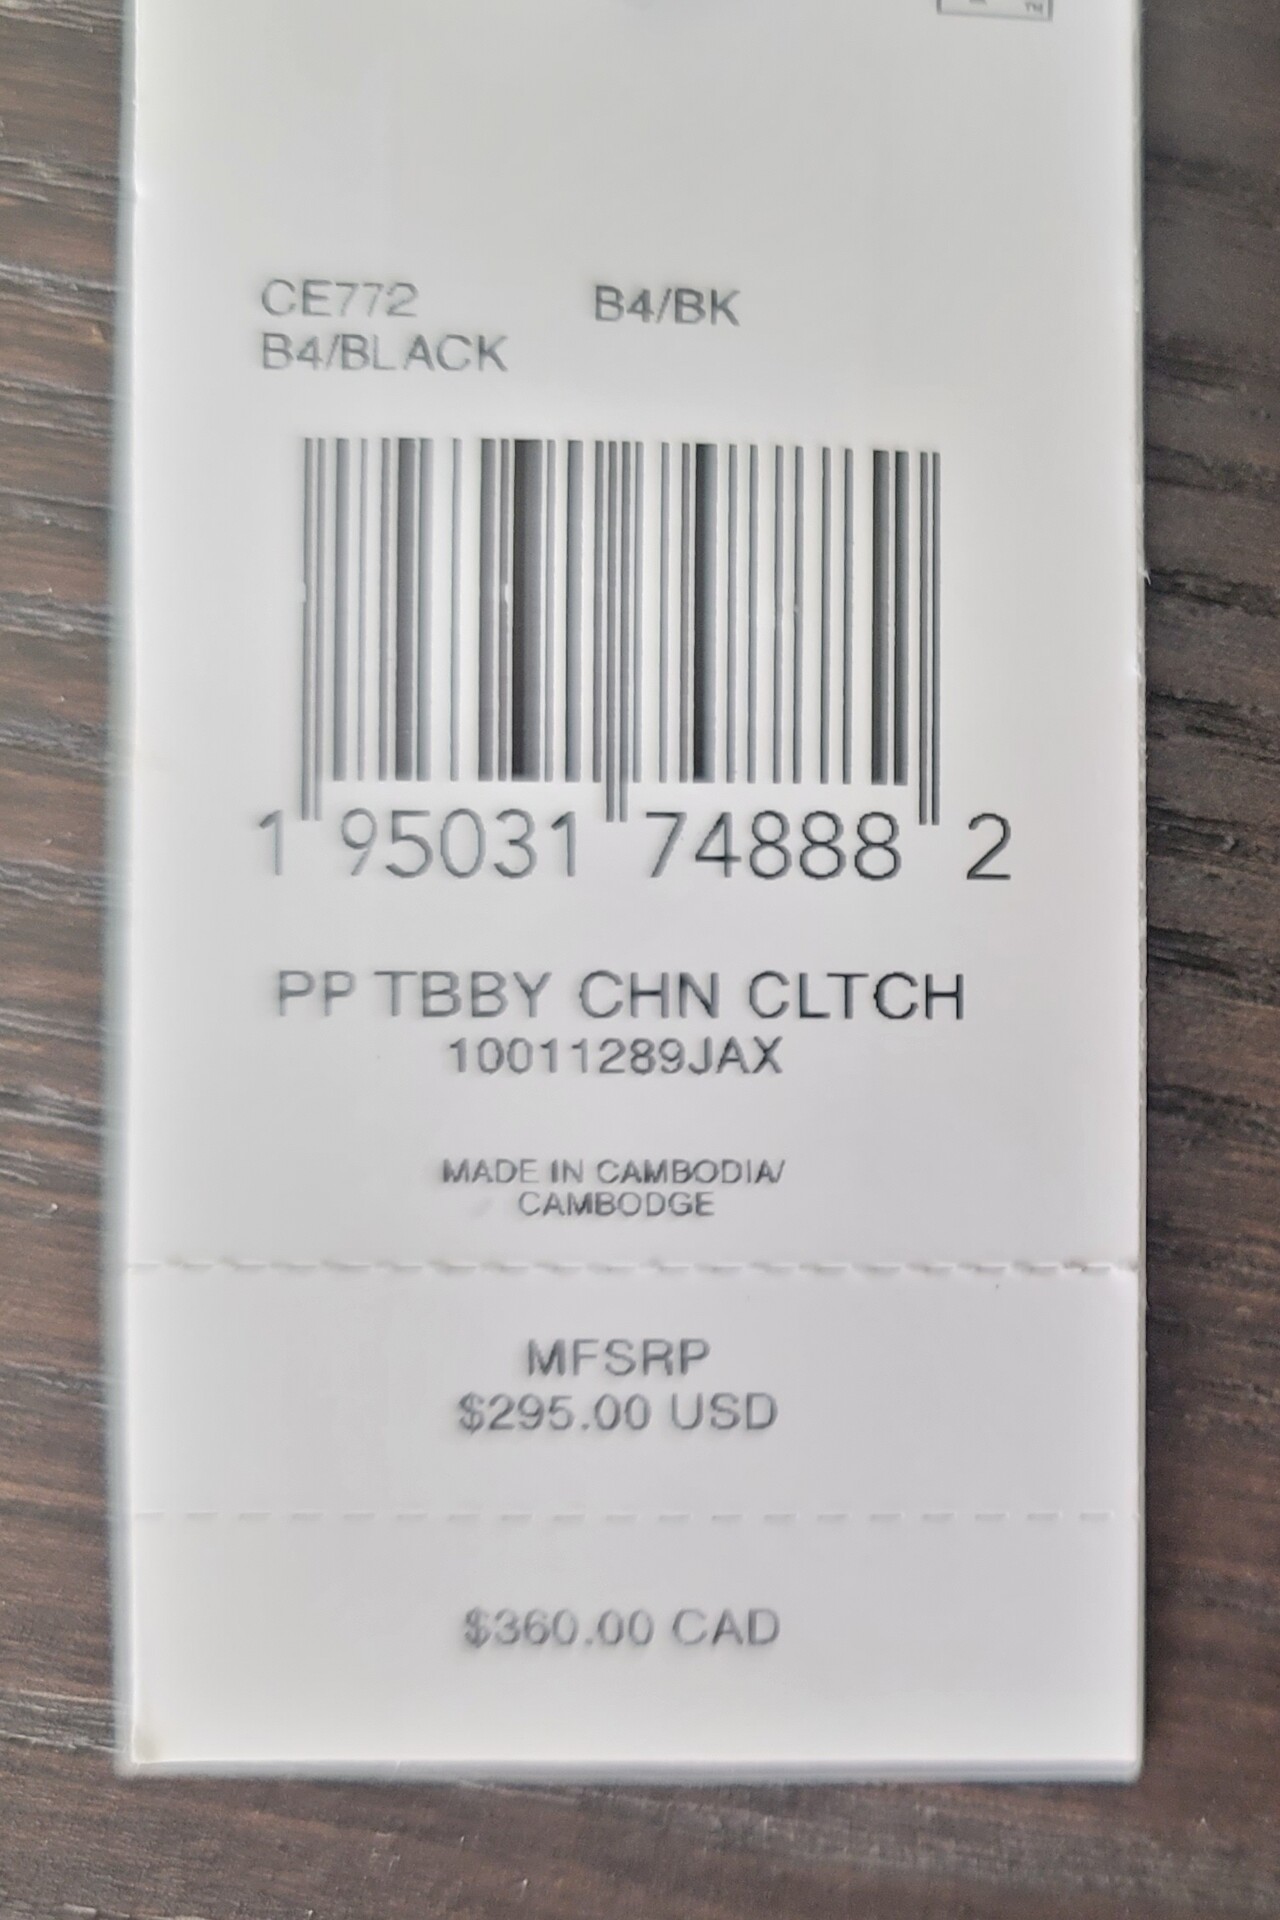 TM
CE772 B4/BK
B4/BLACK
1 95031 74888 2
PP TBBY CHN CLTCH
10011289JAX
MADE IN CAMBODIA/
CAMBODGE
MFSRP
$295.00 USD
$360.00 CAD